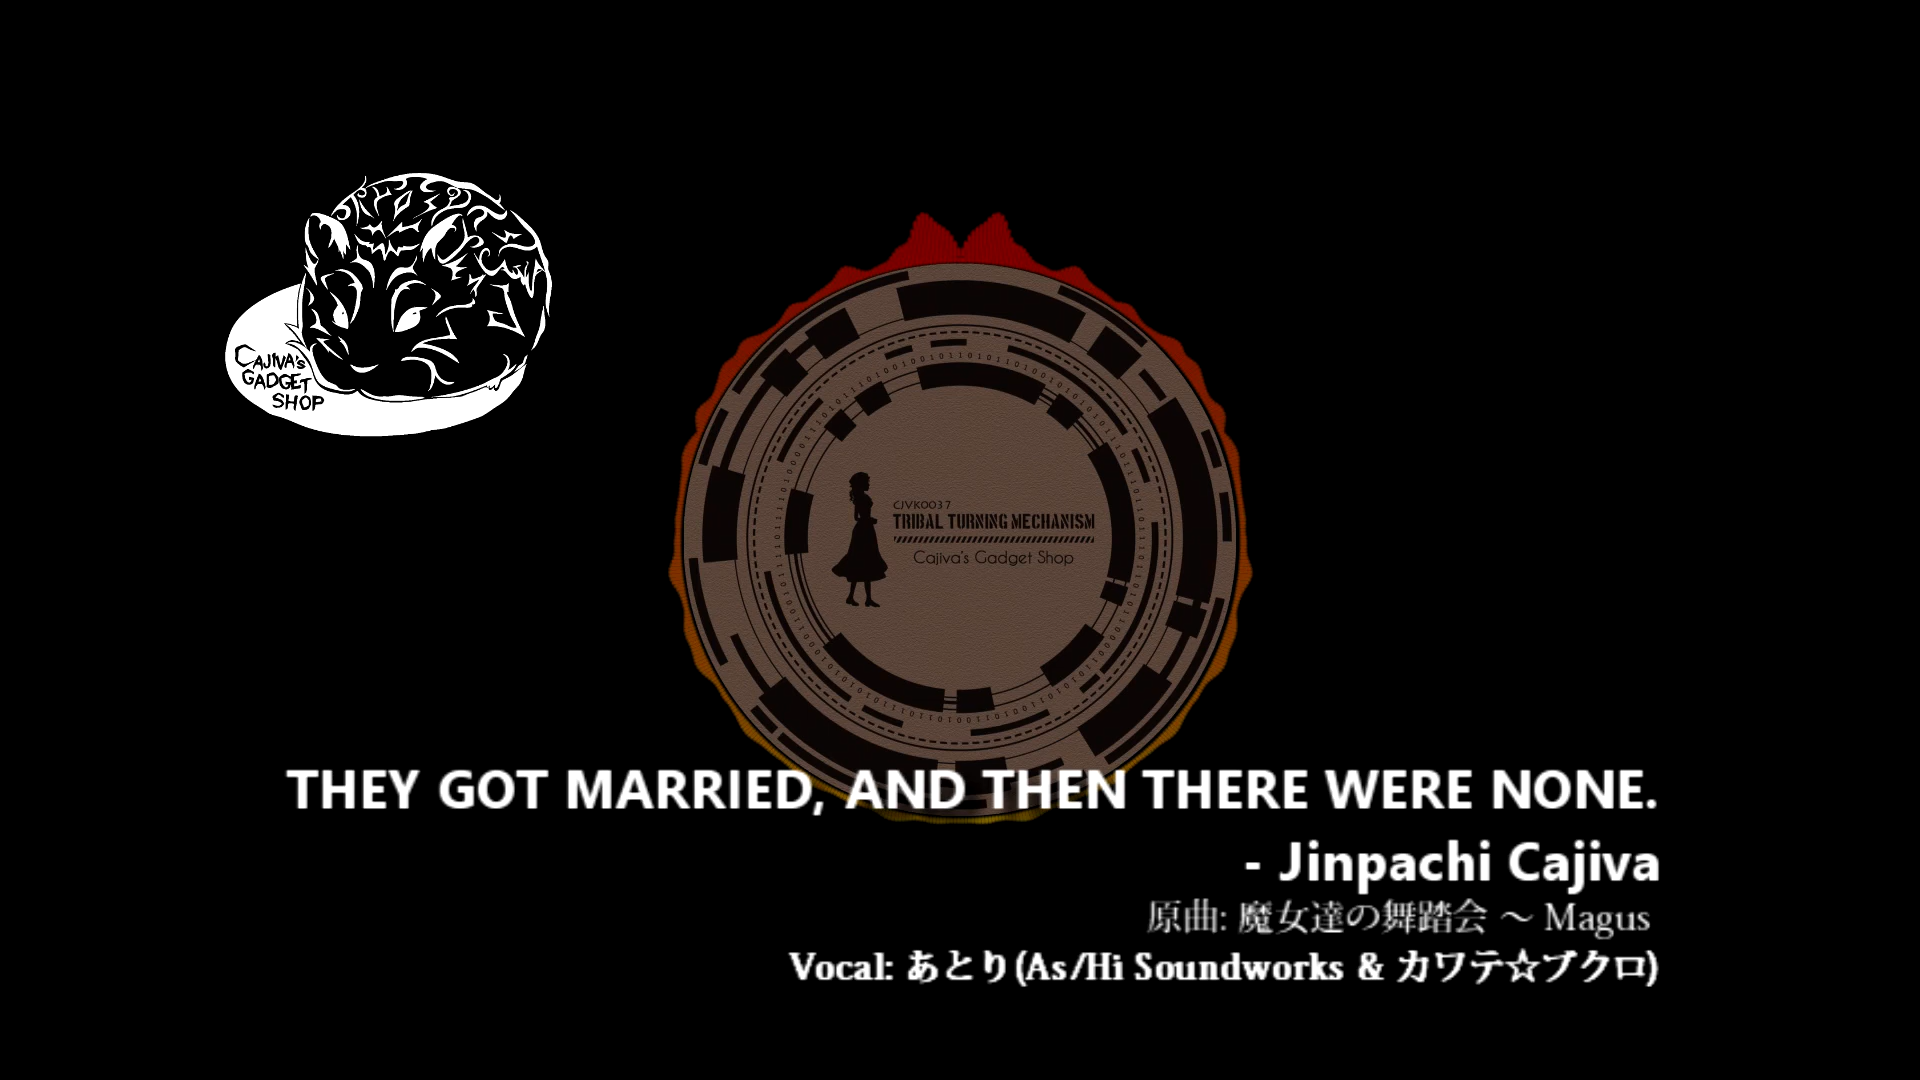 CAJIVA's
GADGET
SHOP
CJVK0037
TRIBAL TURNING MECHANISM
Cajiva's Gadget Shop
THEY GOT MARRIED, AND THEN THERE WERE NONE.
- Jinpachi Cajiva
原曲: 魔女達の舞踏会 ～ Magus
Vocal: あとり(As/Hi Soundworks & カワテ☆ブクロ)